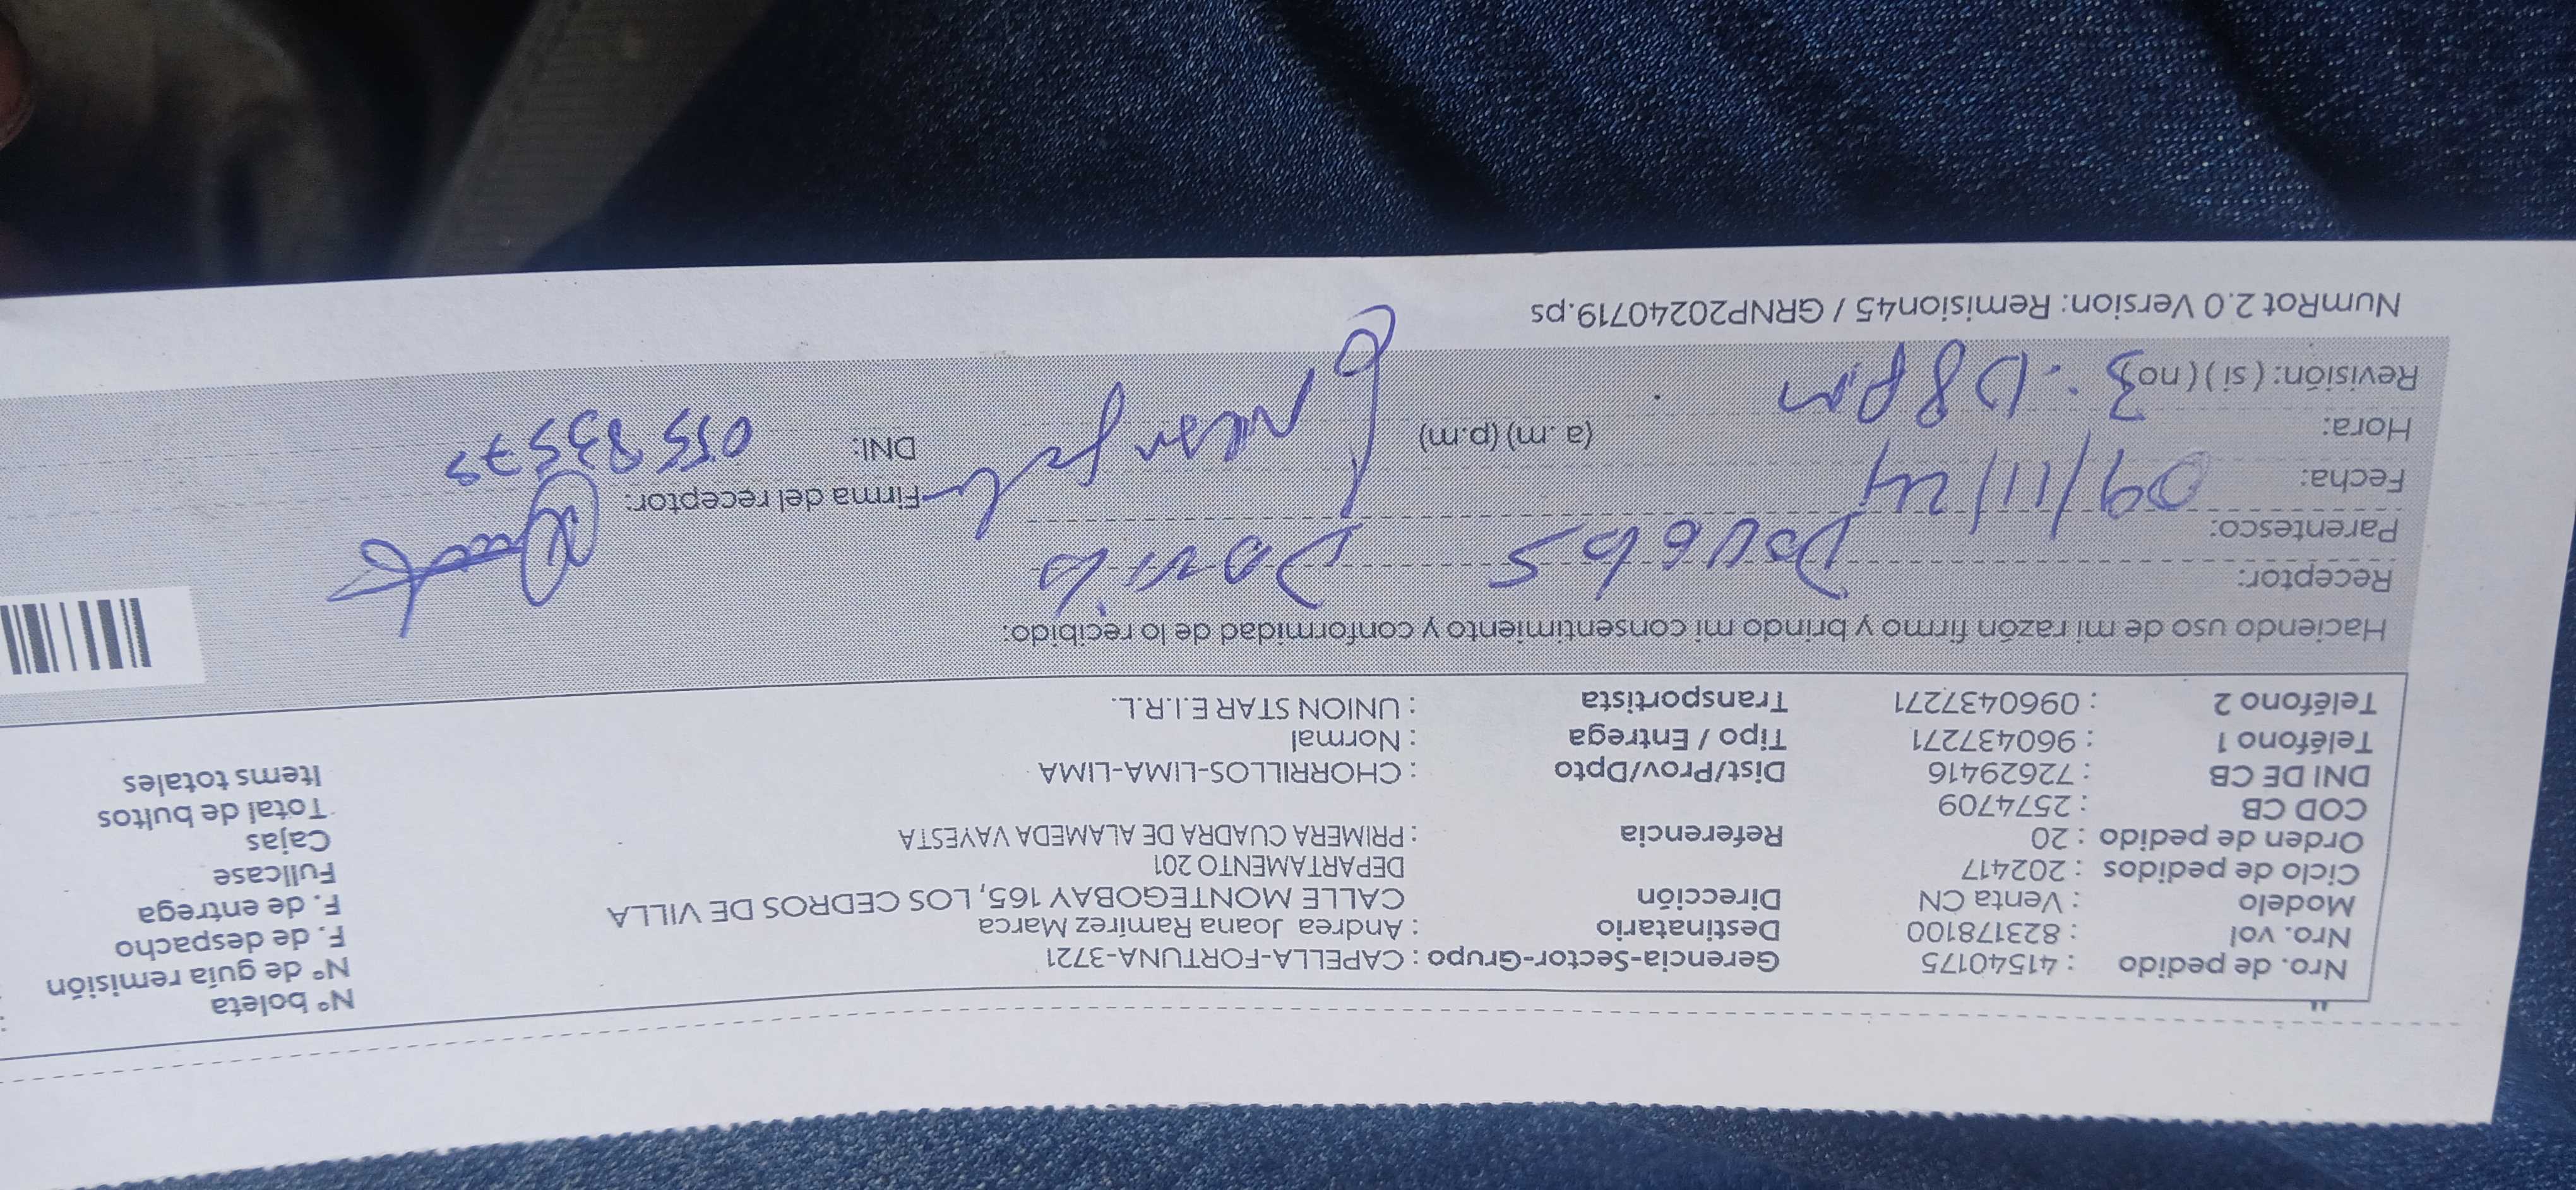 Nº boleta
Nro. de pedido : 41540175 Gerencia-Sector-Grupo : CAPELLA-FORTUNA-3721 Nº de guía remisión
Nro. vol : 823178100 Destinatario : Andrea Joana Ramírez Marca F. de despacho
Modelo : Venta CN Dirección CALLE MONTEGOBAY 165, LOS CEDROS DE VILLA F. de entrega
Ciclo de pedidos : 202417 DEPARTAMENTO 201 Fullcase
Orden de pedido : 20 Referencia : PRIMERA CUADRA DE ALAMEDA VAVESTA Cajas
COD CB : 2574709 Total de bultos
DNI DE CB : 72629416 Dist/Prov/Dpto : CHORRILLOS-LIMA-LIMA Items totales
Teléfono 1 : 960437271 Tipo / Entrega : Normal
Teléfono 2 : 0960437271 Transportista : UNION STAR E.I.R.L.
Haciendo uso de mi razón firmo y brindo mi consentimiento y conformidad de lo recibido:
Receptor:
Parentesco:
Fecha: 09/11/24 Firma del receptor:
Hora: (a.m) (p.m) DNI:
Revisión: ( si ) ( no) 3:08 pm
NumRot 2.0 Version: Remision45 / GRNP20240719.ps